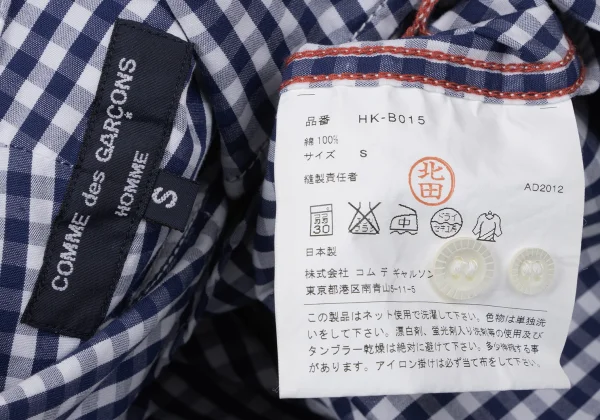 COMME des GARÇONS
HOMME
S
品番 HK-B015
綿 100%
サイズ S
縫製責任者
北田
AD2012
30
中
ドライ
日本製
株式会社 コム デ ギャルソン
東京都港区南青山5-11-5
この製品はネット使用で洗濯して下さい。色物は単独洗
いをして下さい。漂白剤、蛍光剤入り洗剤等の使用及び
タンブラー乾燥は絶対に避けて下さい。多少伸縮する事
があります。アイロン掛けは必ず当て布をして下さい。